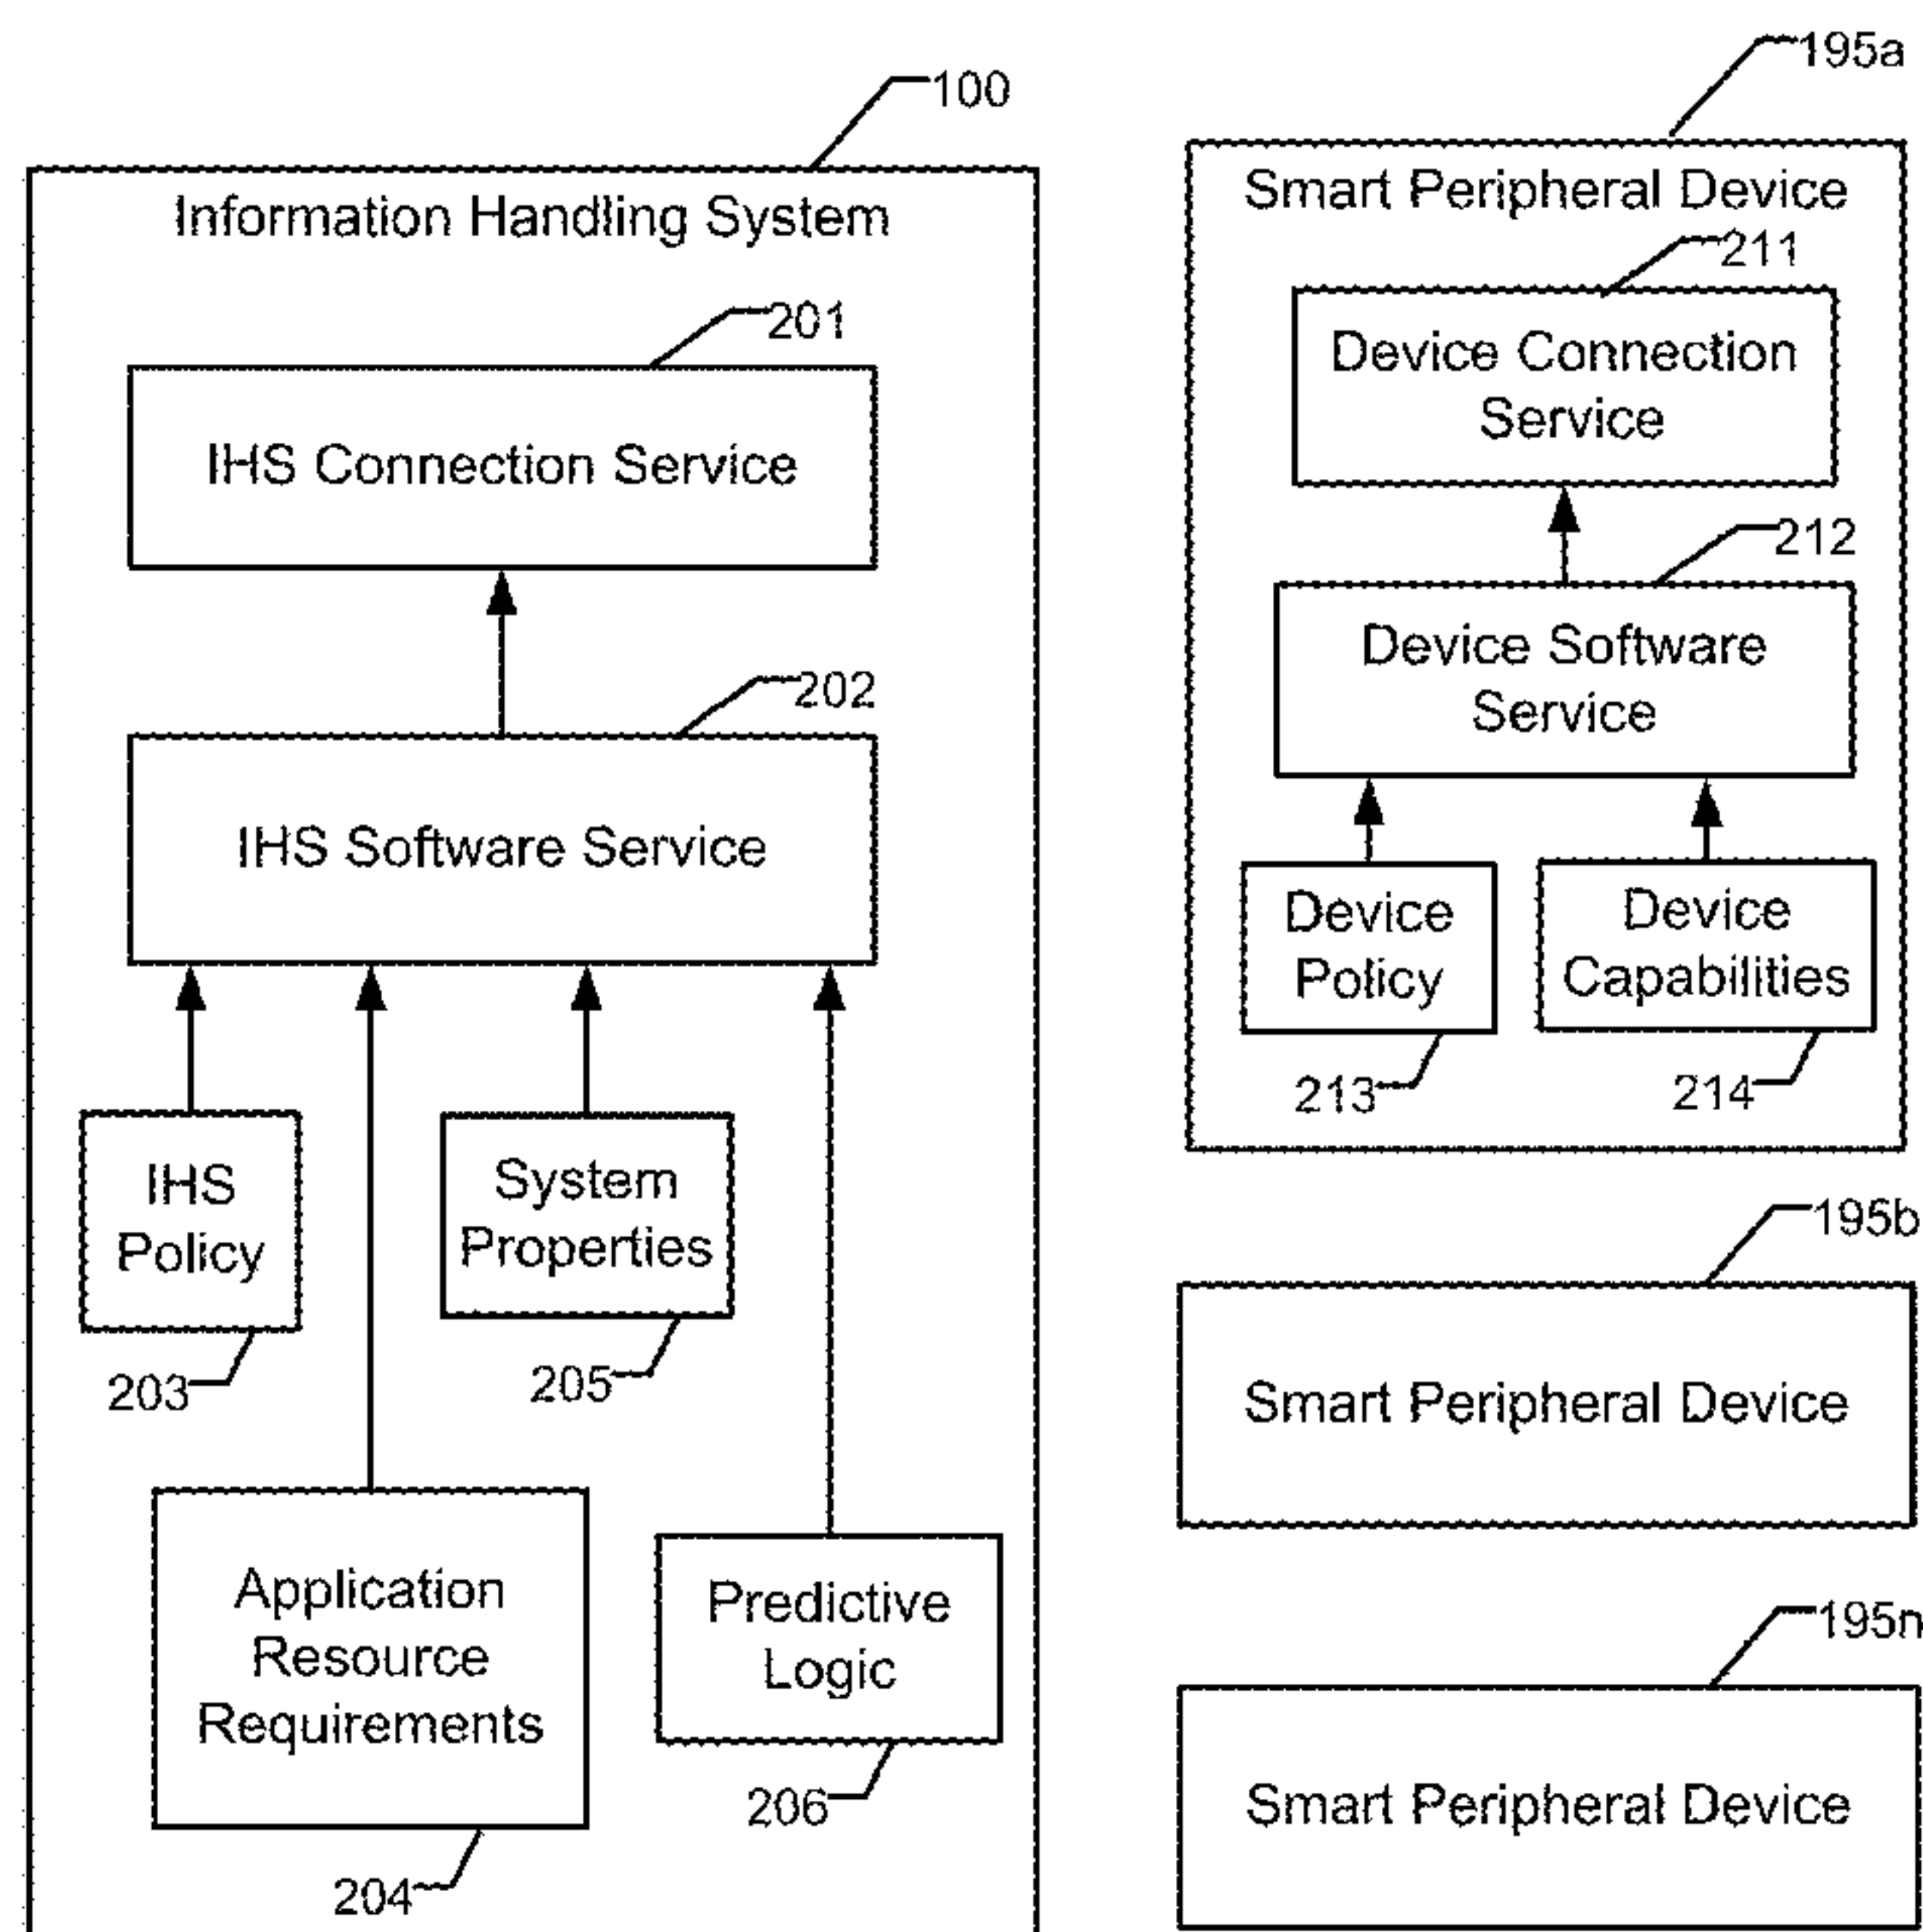 100
Information Handling System
201
IHS Connection Service
202
IHS Software Service
IHS
Policy
203
System
Properties
205
Application
Resource
Requirements
204
Predictive
Logic
206
195a
Smart Peripheral Device
211
Device Connection
Service
212
Device Software
Service
Device
Policy
213
Device
Capabilities
214
195b
Smart Peripheral Device
195n
Smart Peripheral Device